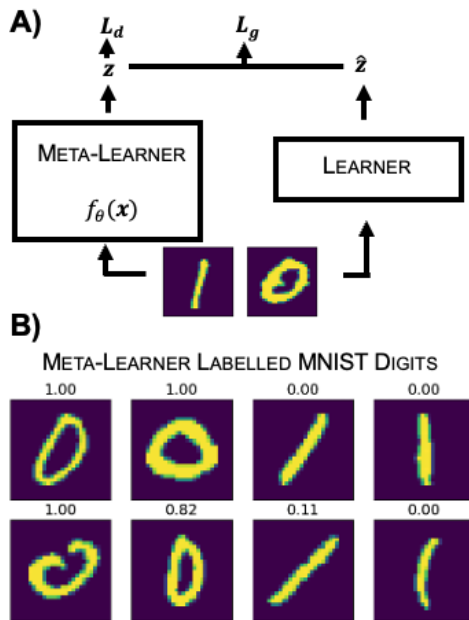 A)
L_d L_g
z ẑ
META-LEARNER
f_θ(x)
LEARNER
B)
META-LEARNER LABELLED MNIST DIGITS
1.00 1.00 0.00 0.00
1.00 0.82 0.11 0.00